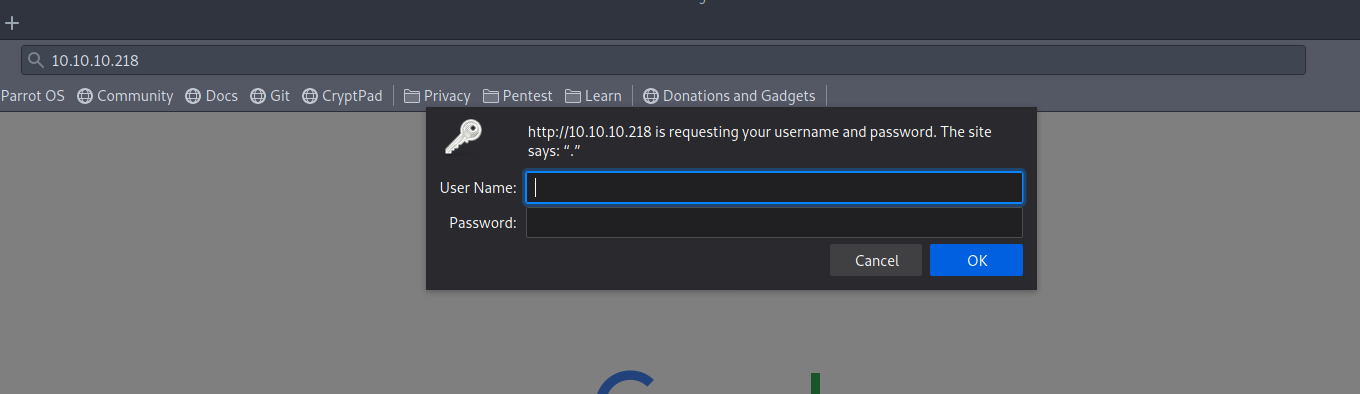 10.10.10.218
Parrot OS Community Docs Git CryptPad Privacy Pentest Learn Donations and Gadgets
http://10.10.10.218 is requesting your username and password. The site
says: “.”
User Name:
Password:
Cancel OK